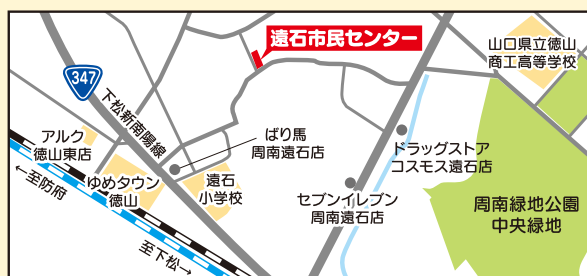 遠石市民センター
山口県立徳山
商工高等学校
347
下松新南陽線
アルク
徳山東店
ばり馬
周南遠石店
ドラッグストア
コスモス遠石店
←至防府
ゆめタウン
徳山
遠石
小学校
セブンイレブン
周南遠石店
周南緑地公園
中央緑地
至下松→